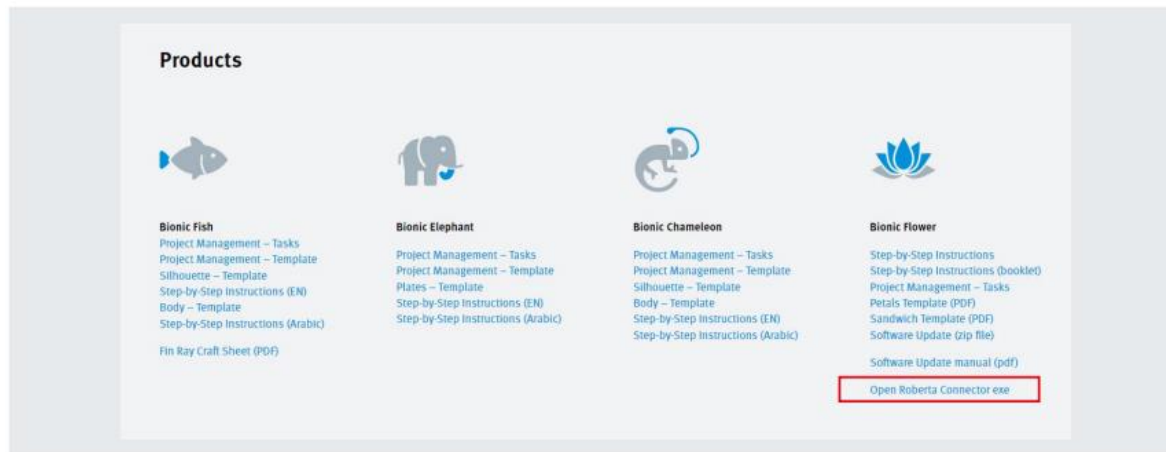 Products
Bionic Fish
Project Management – Tasks
Project Management – Template
Silhouette – Template
Step-by-Step Instructions (EN)
Body – Template
Step-by-Step Instructions (Arabic)
Fin Ray Craft Sheet (PDF)
Bionic Elephant
Project Management – Tasks
Project Management – Template
Plates – Template
Step-by-Step Instructions (EN)
Step-by-Step Instructions (Arabic)
Bionic Chameleon
Project Management – Tasks
Project Management – Template
Silhouette – Template
Body – Template
Step-by-Step Instructions (EN)
Step-by-Step Instructions (Arabic)
Bionic Flower
Step-by-Step Instructions
Step-by-Step Instructions (booklet)
Project Management – Tasks
Petals Template (PDF)
Sandwich Template (PDF)
Software Update (zip file)
Software Update manual (pdf)
Open Roberta Connector exe